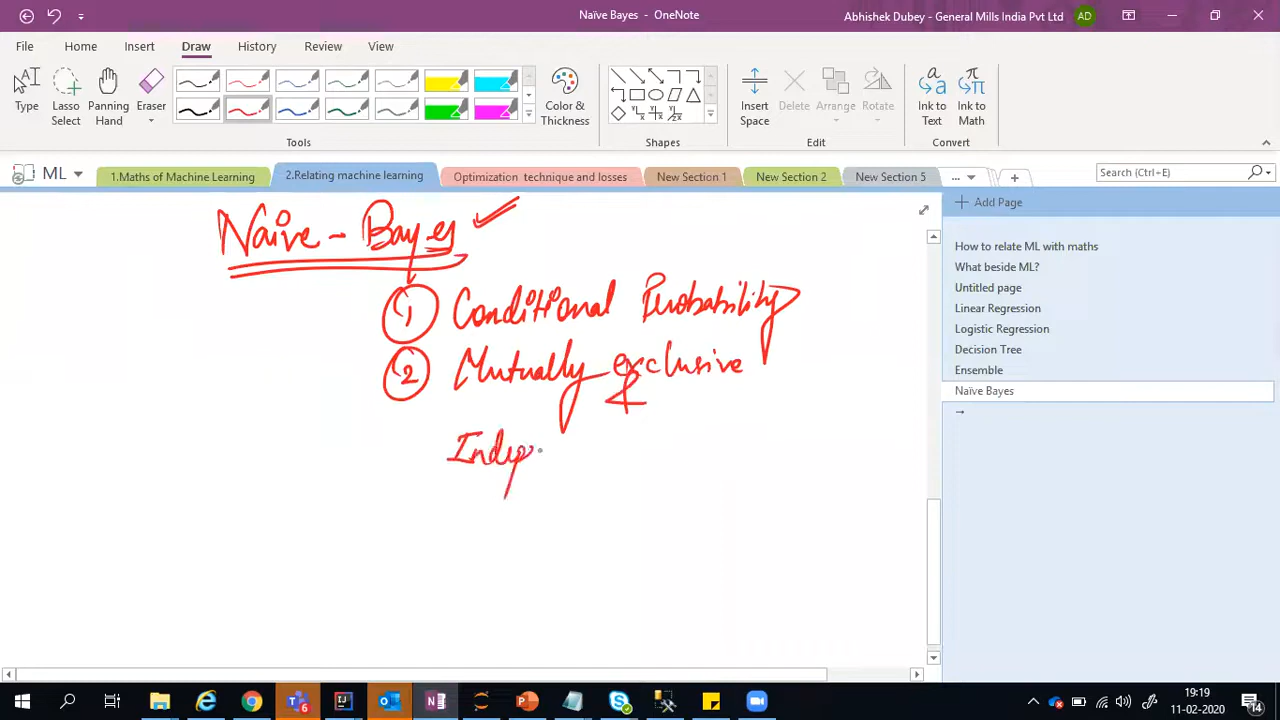 Naïve Bayes - OneNote
Abhishek Dubey - General Mills India Pvt Ltd AD
File Home Insert Draw History Review View
Type Lasso Select Panning Hand Eraser Color & Thickness Insert Space Delete Arrange Rotate Ink to Text Ink to Math
Tools Shapes Edit Convert
ML 1.Maths of Machine Learning 2.Relating machine learning Optimization technique and losses New Section 1 New Section 2 New Section 5 ... + Search (Ctrl+E)
Add Page
How to relate ML with maths
What beside ML?
Untitled page
Linear Regression
Logistic Regression
Decision Tree
Ensemble
Naïve Bayes
→
Naive - Bayes
1 Conditional Probability
2 Mutually exclusive
&
Indep
19:19
11-02-2020
14
6